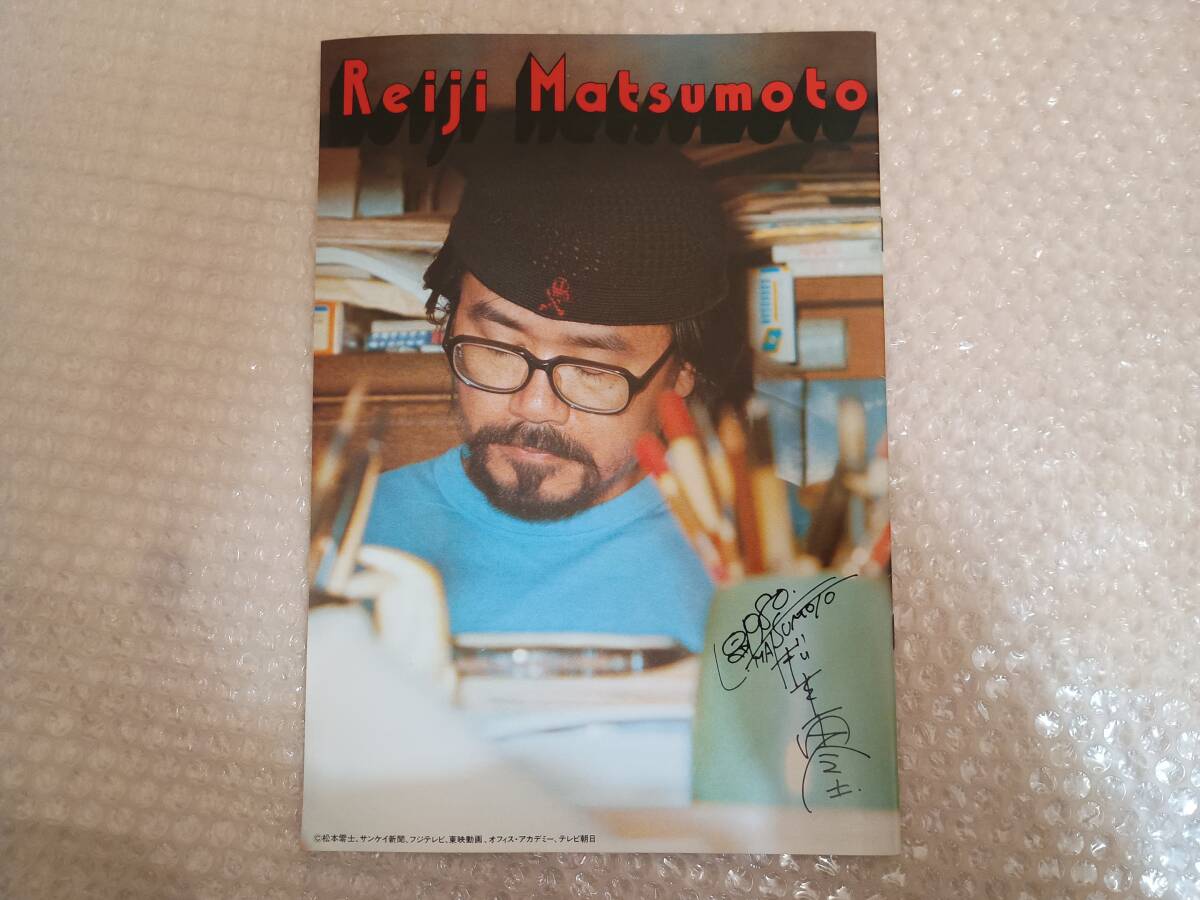 Reiji Matsumoto
MATSUMOTO
©松本零士、サンケイ新聞、フジテレビ、東映動画、オフィス・アカデミー、テレビ朝日